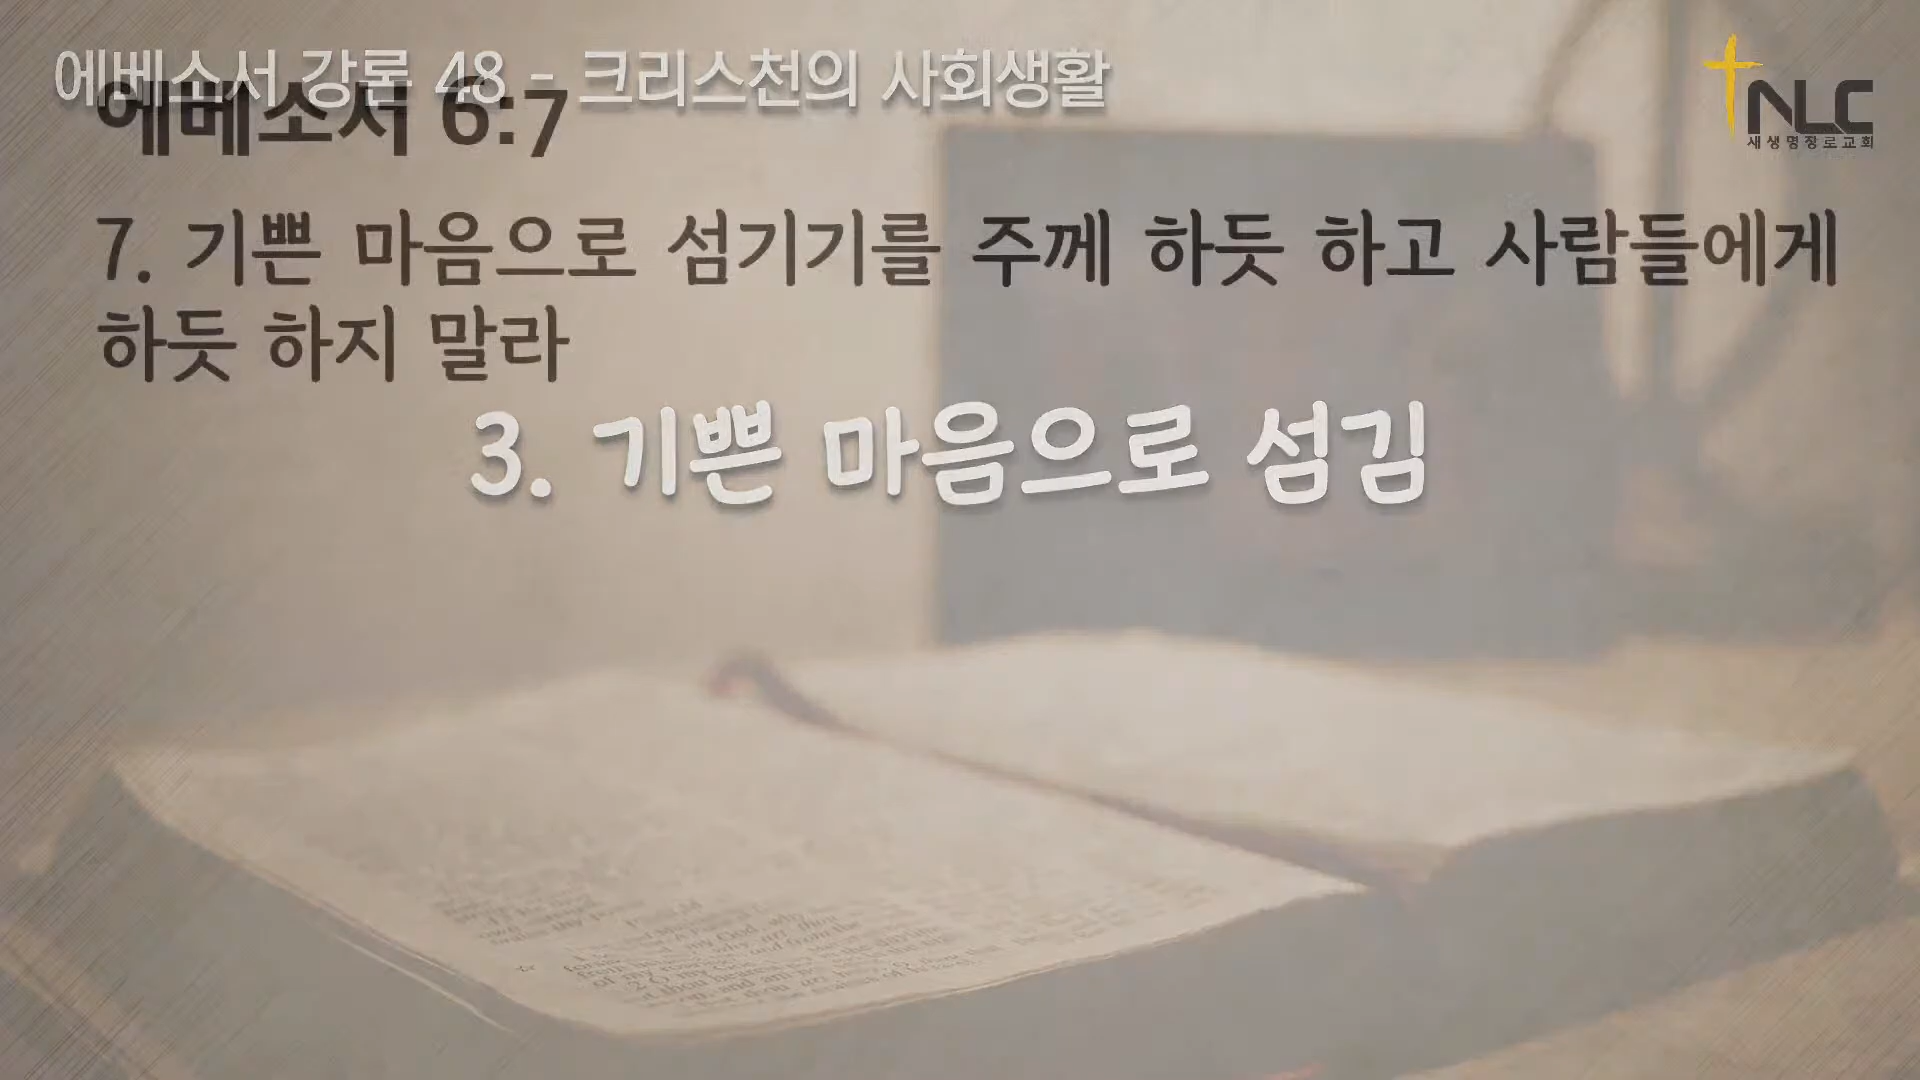 에베소서 강론 48 - 크리스천의 사회생활
에베소서 6:7
NLC
새생명장로교회
7. 기쁜 마음으로 섬기기를 주께 하듯 하고 사람들에게
하듯 하지 말라
3. 기쁜 마음으로 섬김